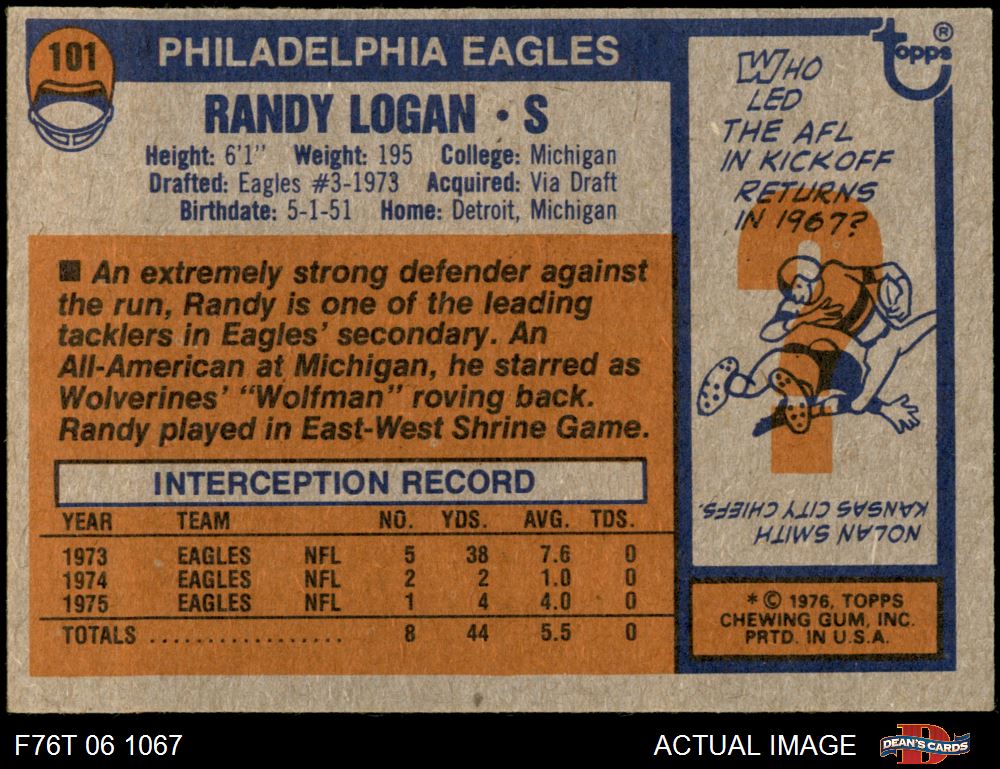 101
PHILADELPHIA EAGLES
RANDY LOGAN • S
Height: 6'1" Weight: 195 College: Michigan
Drafted: Eagles #3-1973 Acquired: Via Draft
Birthdate: 5-1-51 Home: Detroit, Michigan
■ An extremely strong defender against
the run, Randy is one of the leading
tacklers in Eagles' secondary. An
All-American at Michigan, he starred as
Wolverines' "Wolfman" roving back.
Randy played in East-West Shrine Game.
INTERCEPTION RECORD
YEAR TEAM NO. YDS. AVG. TDS.
1973 EAGLES NFL 5 38 7.6 0
1974 EAGLES NFL 2 2 1.0 0
1975 EAGLES NFL 1 4 4.0 0
TOTALS .................. 8 44 5.5 0
topps ®
WHO
LED
THE AFL
IN KICKOFF
RETURNS
IN 1967?
?
NOLAN SMITH
KANSAS CITY CHIEFS.
* © 1976, TOPPS
CHEWING GUM, INC.
PRTD. IN U.S.A.
F76T 06 1067
ACTUAL IMAGE
D
DEAN'S CARDS